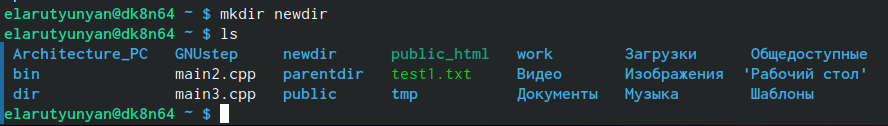 elarutyunyan@dk8n64 ~ $ mkdir newdir
elarutyunyan@dk8n64 ~ $ ls
Architecture_PC GNUstep newdir public_html work Загрузки Общедоступные
bin main2.cpp parentdir test1.txt Видео Изображения 'Рабочий стол'
dir main3.cpp public tmp Документы Музыка Шаблоны
elarutyunyan@dk8n64 ~ $